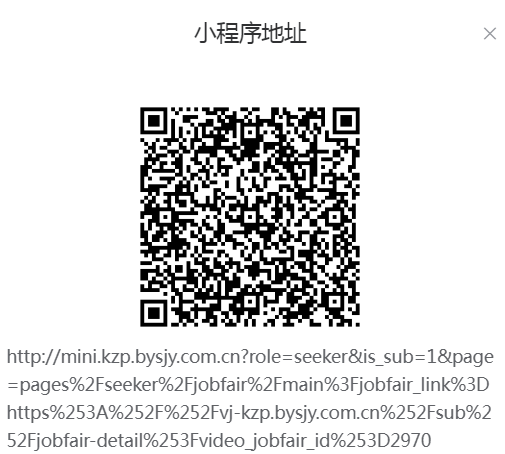 小程序地址
http://mini.kzp.bysjy.com.cn?role=seeker&is_sub=1&page
=pages%2Fseeker%2Fjobfair%2Fmain%3Fjobfair_link%3D
https%253A%252F%252Fvj-kzp.bysjy.com.cn%252Fsub%2
52Fjobfair-detail%253Fvideo_jobfair_id%253D2970